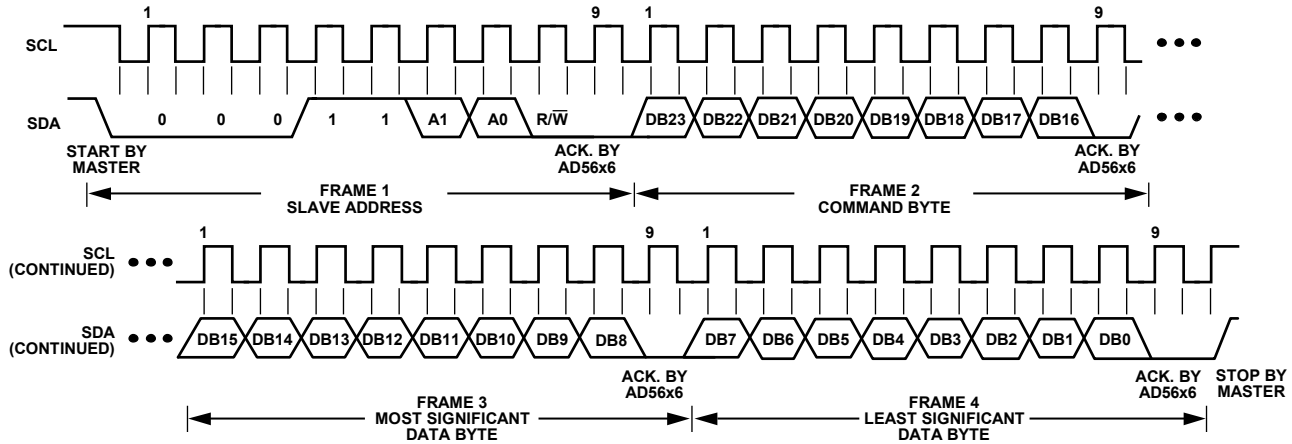 1 9 1 9
SCL
SDA
0 0 0 1 1 A1 A0 R/W̅ DB23 DB22 DB21 DB20 DB19 DB18 DB17 DB16
START BY
MASTER
ACK. BY
AD56x6
ACK. BY
AD56x6
FRAME 1
SLAVE ADDRESS
FRAME 2
COMMAND BYTE
1 9 1 9
SCL
(CONTINUED)
SDA
(CONTINUED)
DB15 DB14 DB13 DB12 DB11 DB10 DB9 DB8 DB7 DB6 DB5 DB4 DB3 DB2 DB1 DB0
ACK. BY
AD56x6
ACK. BY
AD56x6
STOP BY
MASTER
FRAME 3
MOST SIGNIFICANT
DATA BYTE
FRAME 4
LEAST SIGNIFICANT
DATA BYTE